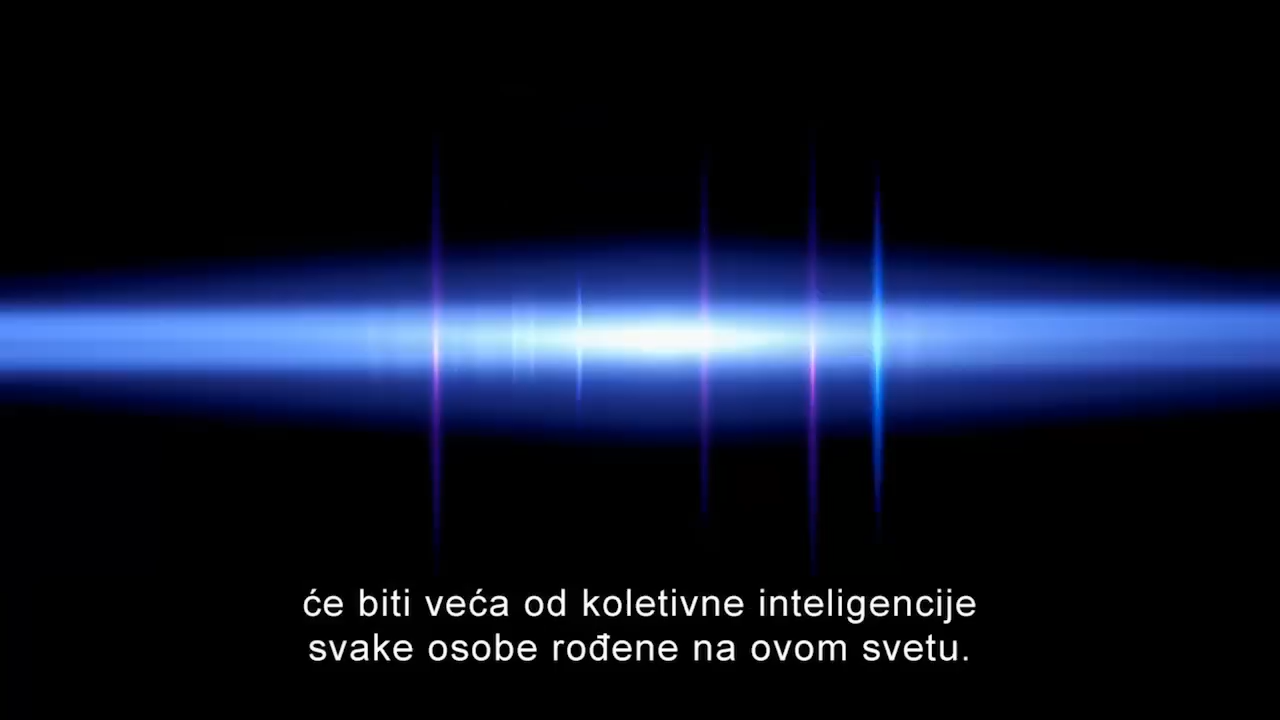 će biti veća od koletivne inteligencije
svake osobe rođene na ovom svetu.